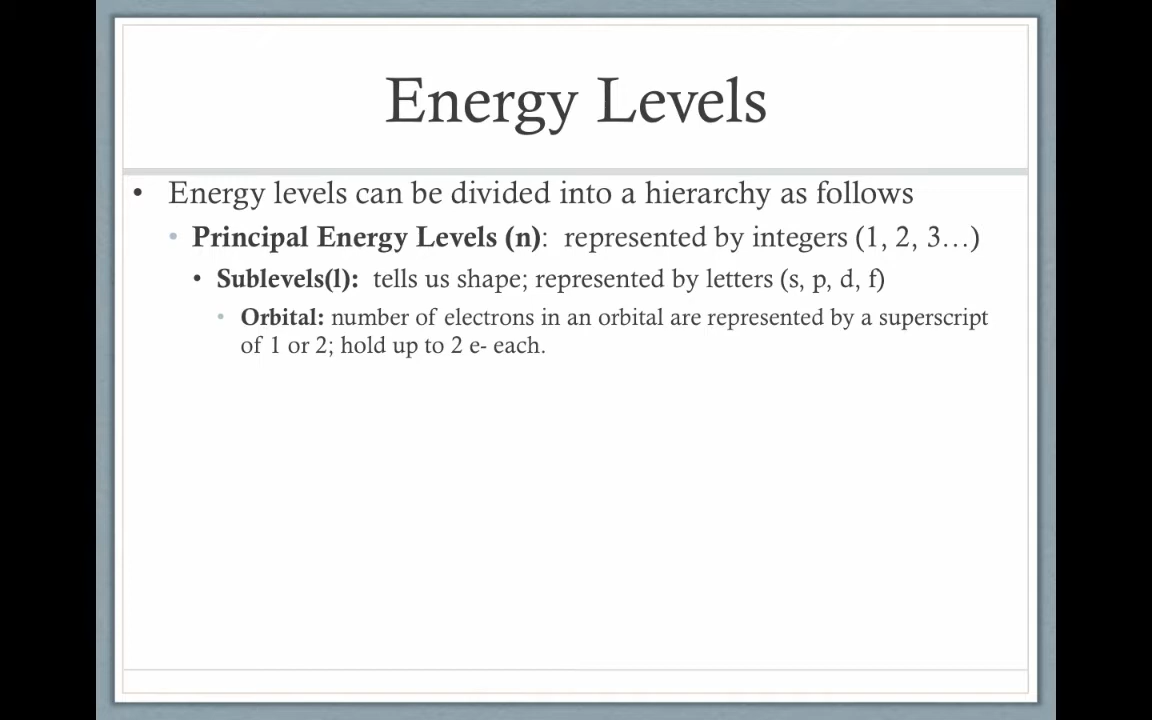 Energy Levels
• Energy levels can be divided into a hierarchy as follows
• Principal Energy Levels (n): represented by integers (1, 2, 3…)
• Sublevels(l): tells us shape; represented by letters (s, p, d, f)
• Orbital: number of electrons in an orbital are represented by a superscript
of 1 or 2; hold up to 2 e- each.